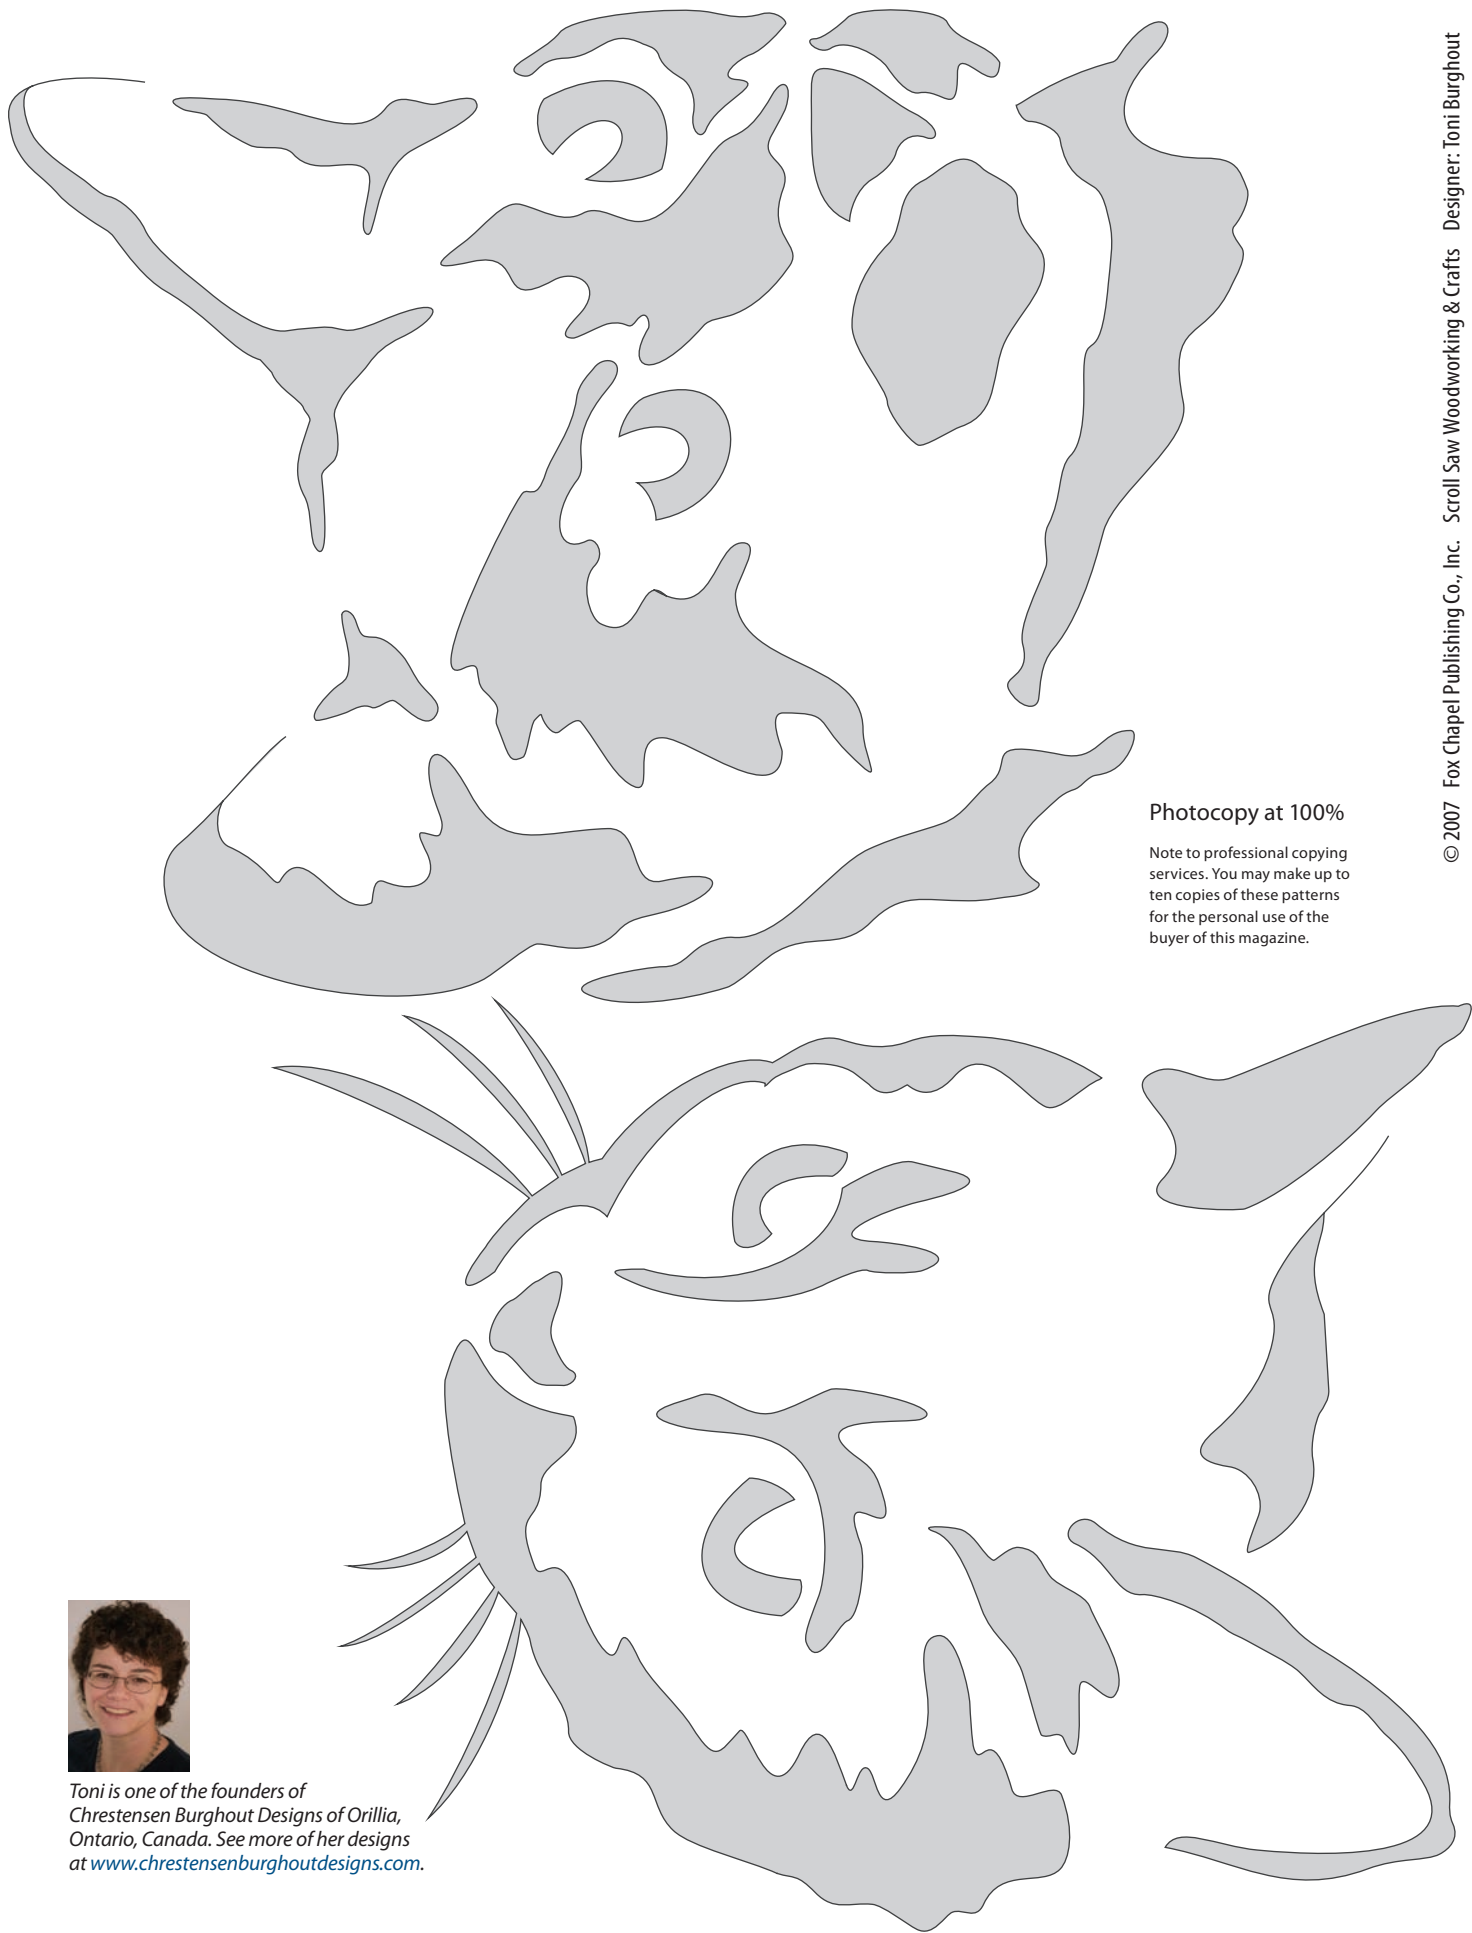 © 2007   Fox Chapel Publishing Co., Inc.   Scroll Saw Woodworking & Crafts   Designer: Toni Burghout
Photocopy at 100%
Note to professional copying
services. You may make up to
ten copies of these patterns
for the personal use of the
buyer of this magazine.
Toni is one of the founders of
Chrestensen Burghout Designs of Orillia,
Ontario, Canada. See more of her designs
at www.chrestensenburghoutdesigns.com.